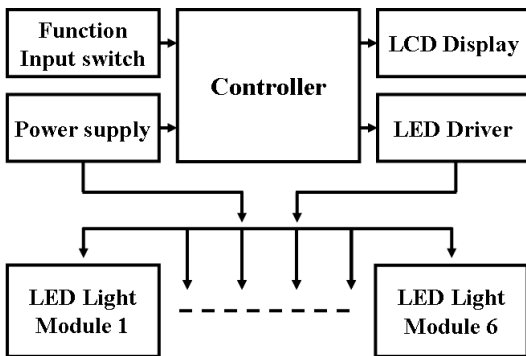 Function
Input switch
Controller
LCD Display
Power supply
LED Driver
LED Light
Module 1
LED Light
Module 6